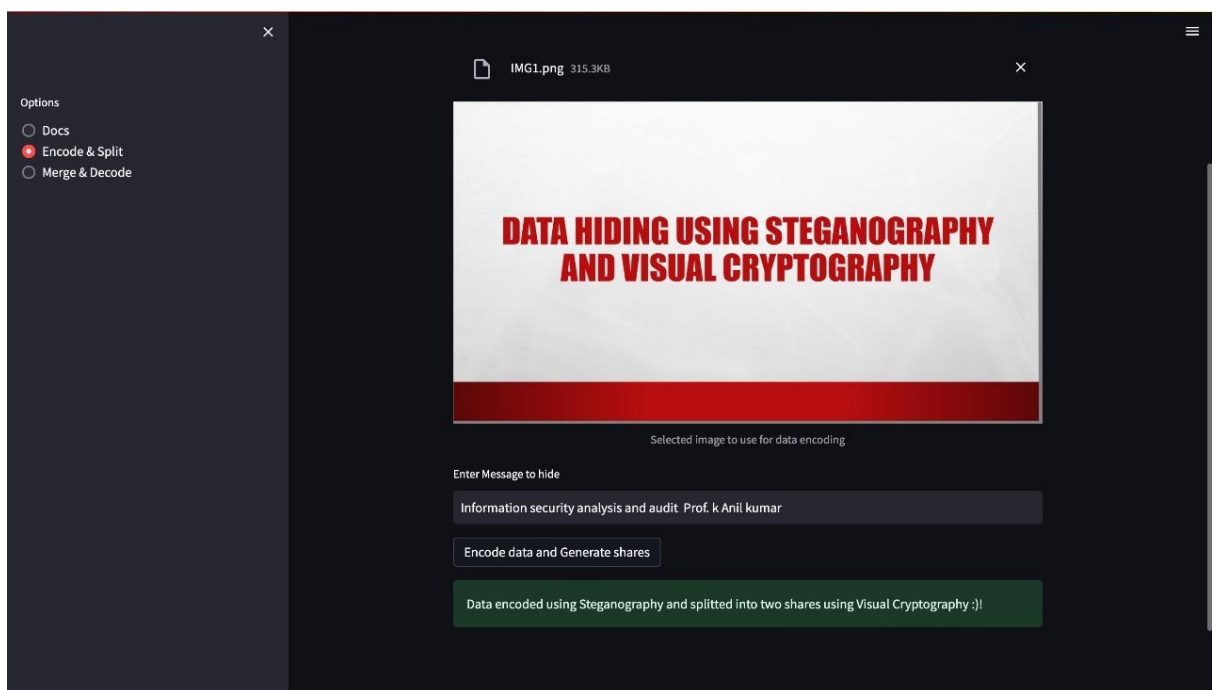 Options
Docs
Encode & Split
Merge & Decode
IMG1.png 315.3KB
DATA HIDING USING STEGANOGRAPHY
AND VISUAL CRYPTOGRAPHY
Selected image to use for data encoding
Enter Message to hide
Information security analysis and audit Prof. k Anil kumar
Encode data and Generate shares
Data encoded using Steganography and splitted into two shares using Visual Cryptography :)!